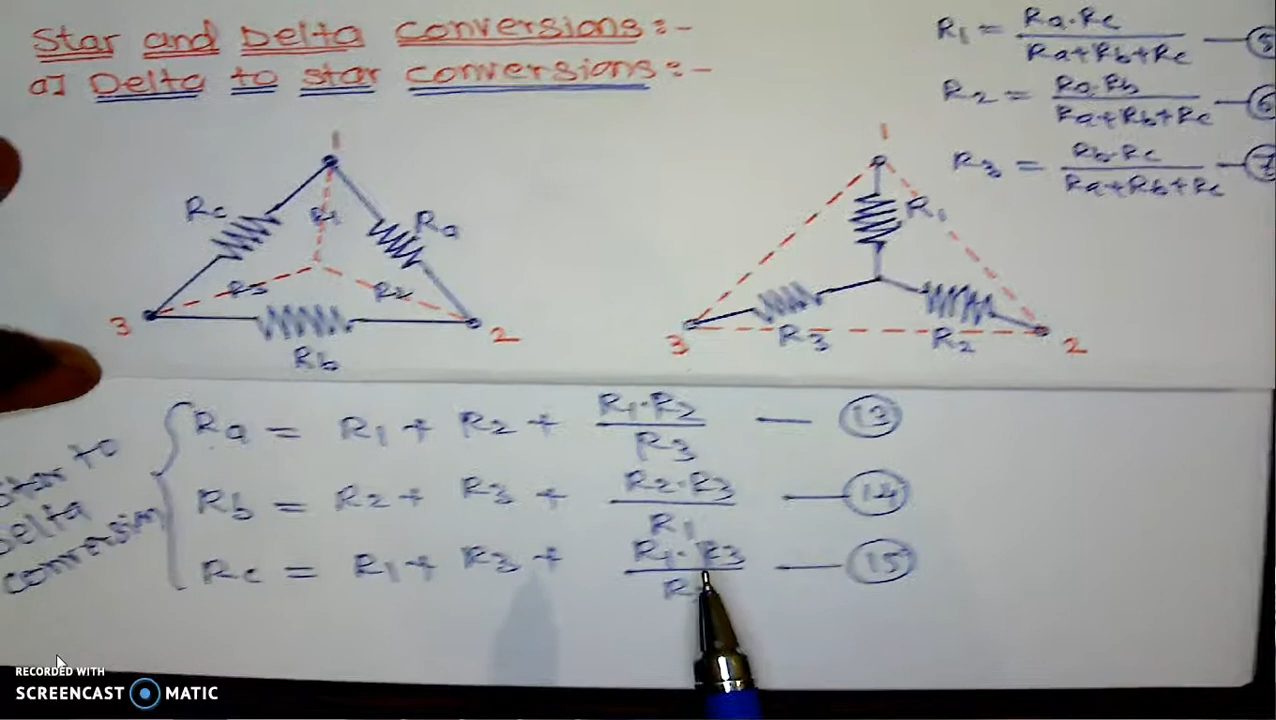 Star and Delta conversions:-
a] Delta to star conversions:-
R1 = Ra.Rc / Ra+Rb+Rc — 5
R2 = Ra.Rb / Ra+Rb+Rc — 6
R3 = Rb.Rc / Ra+Rb+Rc — 7
1
Rc
R1
Ra
R3
R2
3
Rb
2
1
R1
3
R3
R2
2
Star to
Delta
conversion
Ra = R1 + R2 + R1.R2 / R3 — 13
Rb = R2 + R3 + R2.R3 / R1 — 14
Rc = R1 + R3 + R1.R3 / R — 15
RECORDED WITH
SCREENCAST MATIC